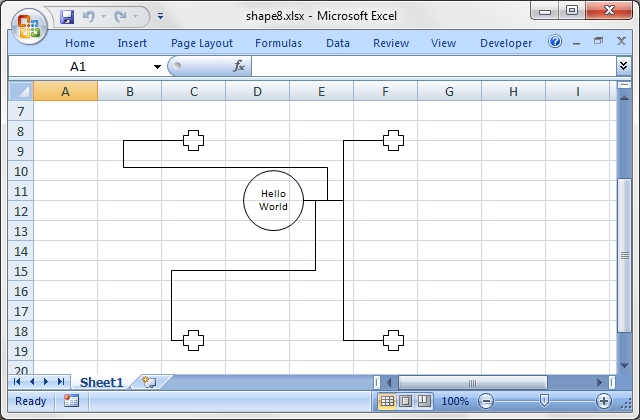 shape8.xlsx - Microsoft Excel
Home Insert Page Layout Formulas Data Review View Developer
A1 fx
A B C D E F G H I
7
8
9
10
11
12
13
14
15
16
17
18
19
20
Hello
World
Sheet1
Ready 100%